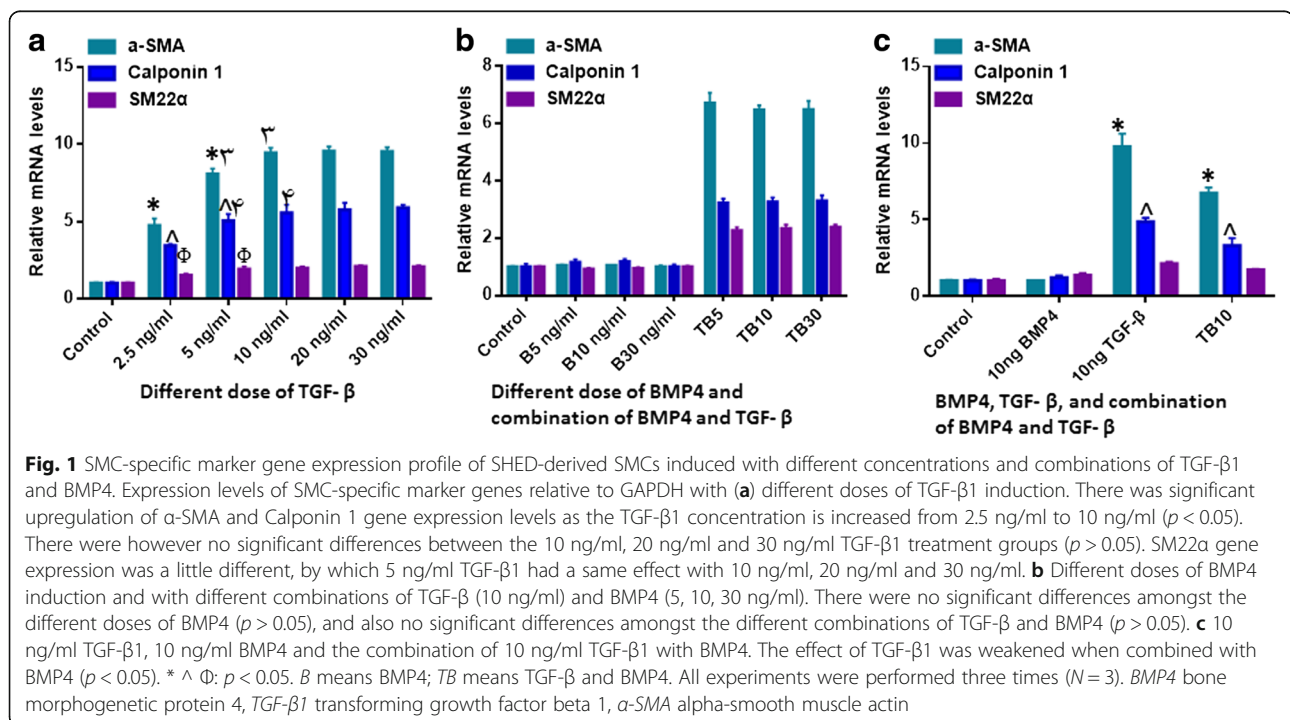 a
a-SMA
Calponin 1
SM22α
15
10
5
0
Relative mRNA levels
*
^
Φ
*۳
^۴
Φ
۳
۴
Control
2.5 ng/ml
5 ng/ml
10 ng/ml
20 ng/ml
30 ng/ml
Different dose of TGF- β
b
a-SMA
Calponin 1
SM22α
8
6
4
2
0
Relative mRNA levels
Control
B5 ng/ml
B10 ng/ml
B30 ng/ml
TB5
TB10
TB30
Different dose of BMP4 and
combination of BMP4 and TGF- β
c
a-SMA
Calponin 1
SM22α
15
10
5
0
Relative mRNA levels
*
^
*
^
Control
10ng BMP4
10ng TGF-β
TB10
BMP4, TGF- β, and combination
of BMP4 and TGF- β
Fig. 1 SMC-specific marker gene expression profile of SHED-derived SMCs induced with different concentrations and combinations of TGF-β1
and BMP4. Expression levels of SMC-specific marker genes relative to GAPDH with (a) different doses of TGF-β1 induction. There was significant
upregulation of α-SMA and Calponin 1 gene expression levels as the TGF-β1 concentration is increased from 2.5 ng/ml to 10 ng/ml (p < 0.05).
There were however no significant differences between the 10 ng/ml, 20 ng/ml and 30 ng/ml TGF-β1 treatment groups (p > 0.05). SM22α gene
expression was a little different, by which 5 ng/ml TGF-β1 had a same effect with 10 ng/ml, 20 ng/ml and 30 ng/ml. b Different doses of BMP4
induction and with different combinations of TGF-β (10 ng/ml) and BMP4 (5, 10, 30 ng/ml). There were no significant differences amongst the
different doses of BMP4 (p > 0.05), and also no significant differences amongst the different combinations of TGF-β and BMP4 (p > 0.05). c 10
ng/ml TGF-β1, 10 ng/ml BMP4 and the combination of 10 ng/ml TGF-β1 with BMP4. The effect of TGF-β1 was weakened when combined with
BMP4 (p < 0.05). * ^ Φ: p < 0.05. B means BMP4; TB means TGF-β and BMP4. All experiments were performed three times (N = 3). BMP4 bone
morphogenetic protein 4, TGF-β1 transforming growth factor beta 1, α-SMA alpha-smooth muscle actin